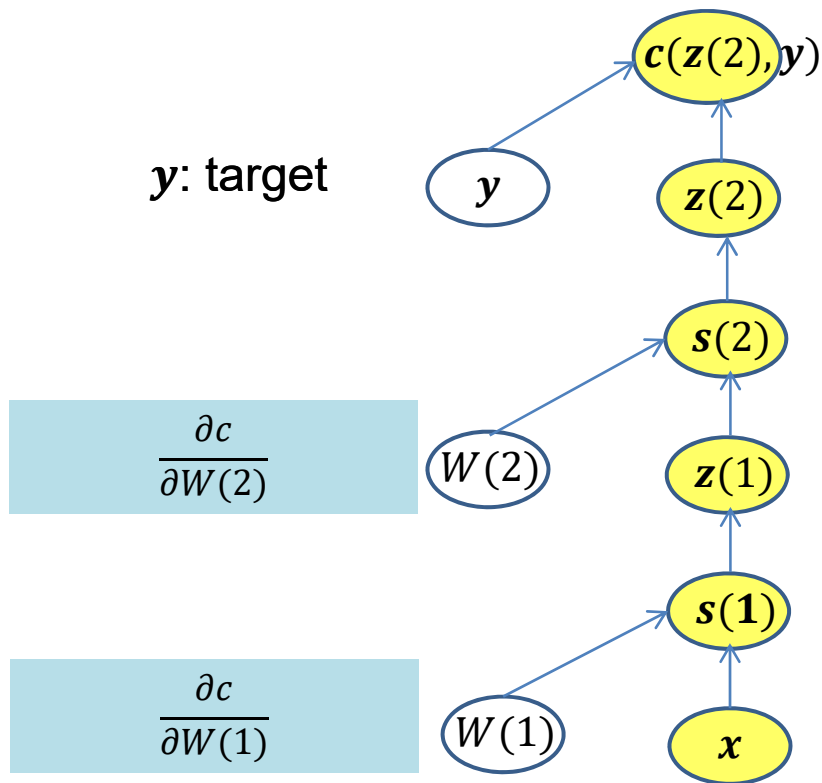 c(z(2), y)
y: target
y
z(2)
s(2)
∂c
∂W(2)
W(2)
z(1)
s(1)
∂c
∂W(1)
W(1)
x